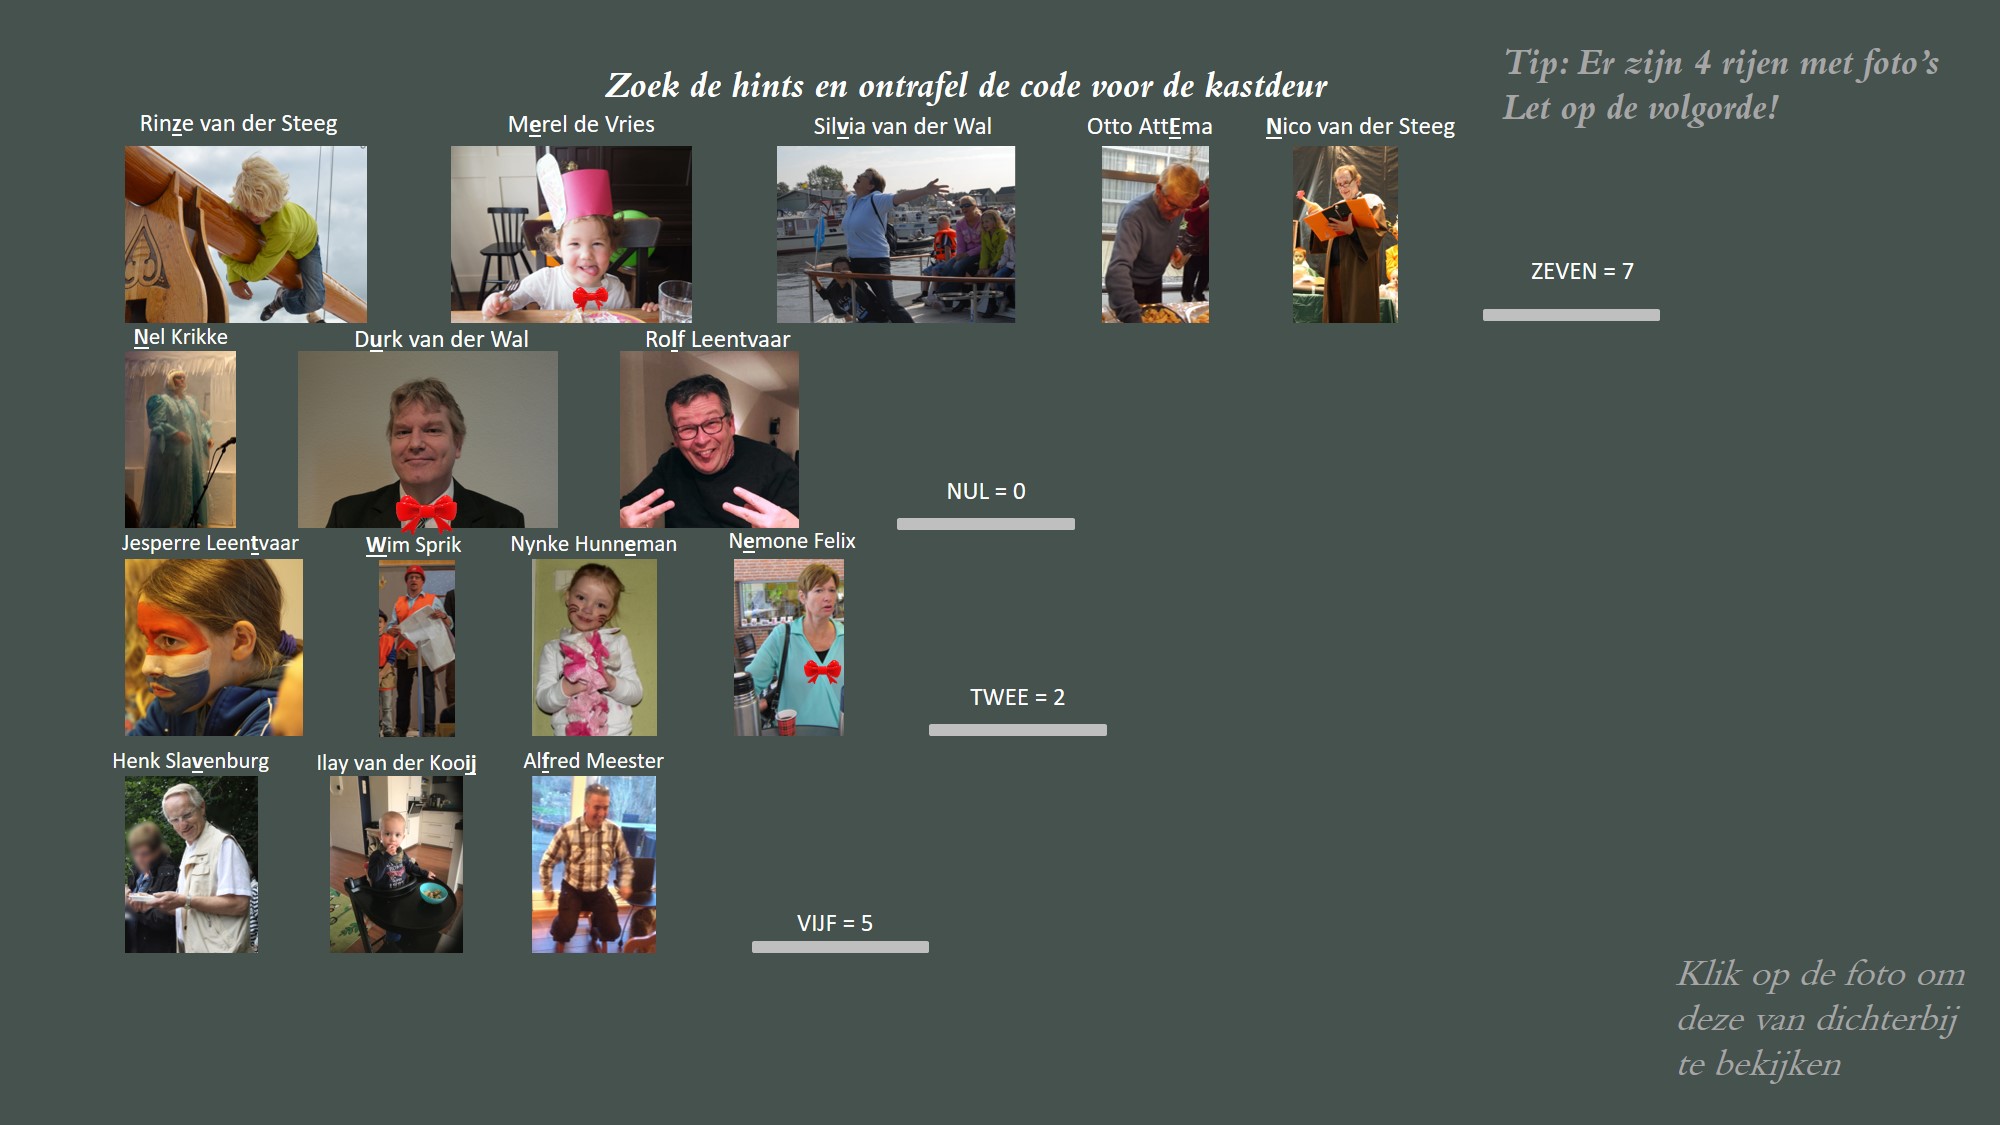 Zoek de hints en ontrafel de code voor de kastdeur
Tip: Er zijn 4 rijen met foto's
Let op de volgorde!
Rinze van der Steeg
Merel de Vries
Silvia van der Wal
Otto AttEma
Nico van der Steeg
ZEVEN = 7
Nel Krikke
Durk van der Wal
Rolf Leentvaar
NUL = 0
Jesperre Leentvaar
Wim Sprik
Nynke Hunneman
Nemone Felix
TWEE = 2
Henk Slavenburg
Ilay van der Kooij
Alfred Meester
VIJF = 5
Klik op de foto om
deze van dichterbij
te bekijken